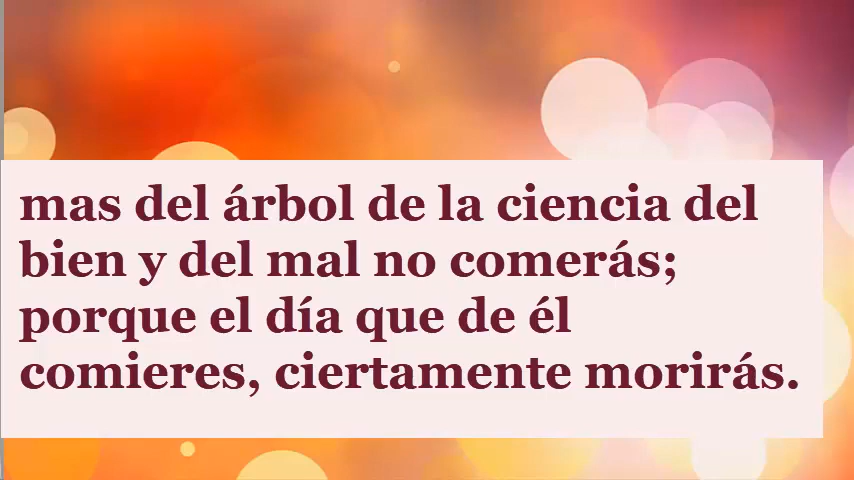 mas del árbol de la ciencia del
bien y del mal no comerás;
porque el día que de él
comieres, ciertamente morirás.